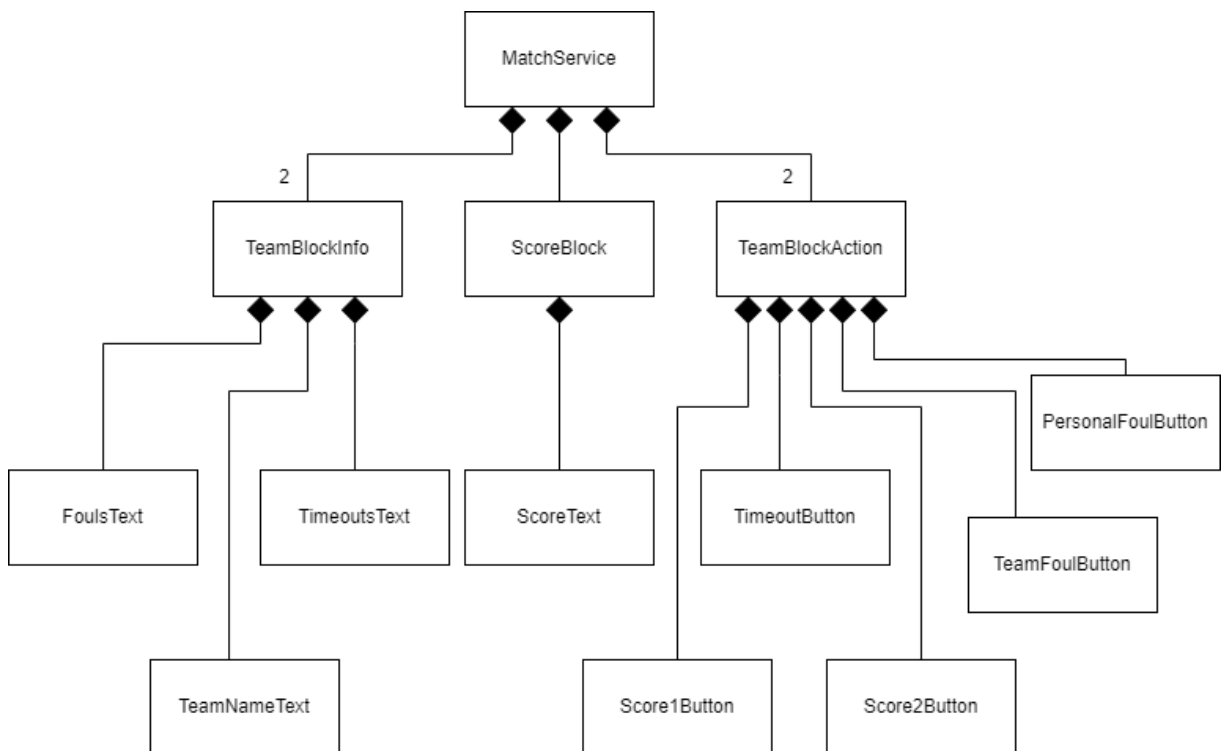 MatchService
2
2
TeamBlockInfo
ScoreBlock
TeamBlockAction
PersonalFoulButton
FoulsText
TimeoutsText
ScoreText
TimeoutButton
TeamFoulButton
TeamNameText
Score1Button
Score2Button